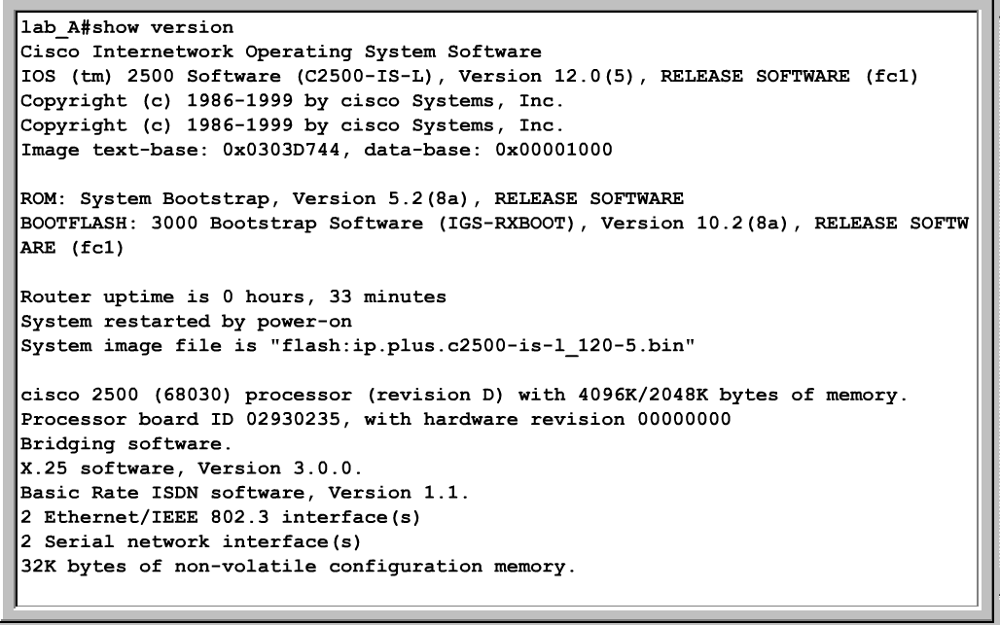 lab_A#show version
Cisco Internetwork Operating System Software
IOS (tm) 2500 Software (C2500-IS-L), Version 12.0(5), RELEASE SOFTWARE (fc1)
Copyright (c) 1986-1999 by cisco Systems, Inc.
Copyright (c) 1986-1999 by cisco Systems, Inc.
Image text-base: 0x0303D744, data-base: 0x00001000
ROM: System Bootstrap, Version 5.2(8a), RELEASE SOFTWARE
BOOTFLASH: 3000 Bootstrap Software (IGS-RXBOOT), Version 10.2(8a), RELEASE SOFTW
ARE (fc1)
Router uptime is 0 hours, 33 minutes
System restarted by power-on
System image file is "flash:ip.plus.c2500-is-l_120-5.bin"
cisco 2500 (68030) processor (revision D) with 4096K/2048K bytes of memory.
Processor board ID 02930235, with hardware revision 00000000
Bridging software.
X.25 software, Version 3.0.0.
Basic Rate ISDN software, Version 1.1.
2 Ethernet/IEEE 802.3 interface(s)
2 Serial network interface(s)
32K bytes of non-volatile configuration memory.